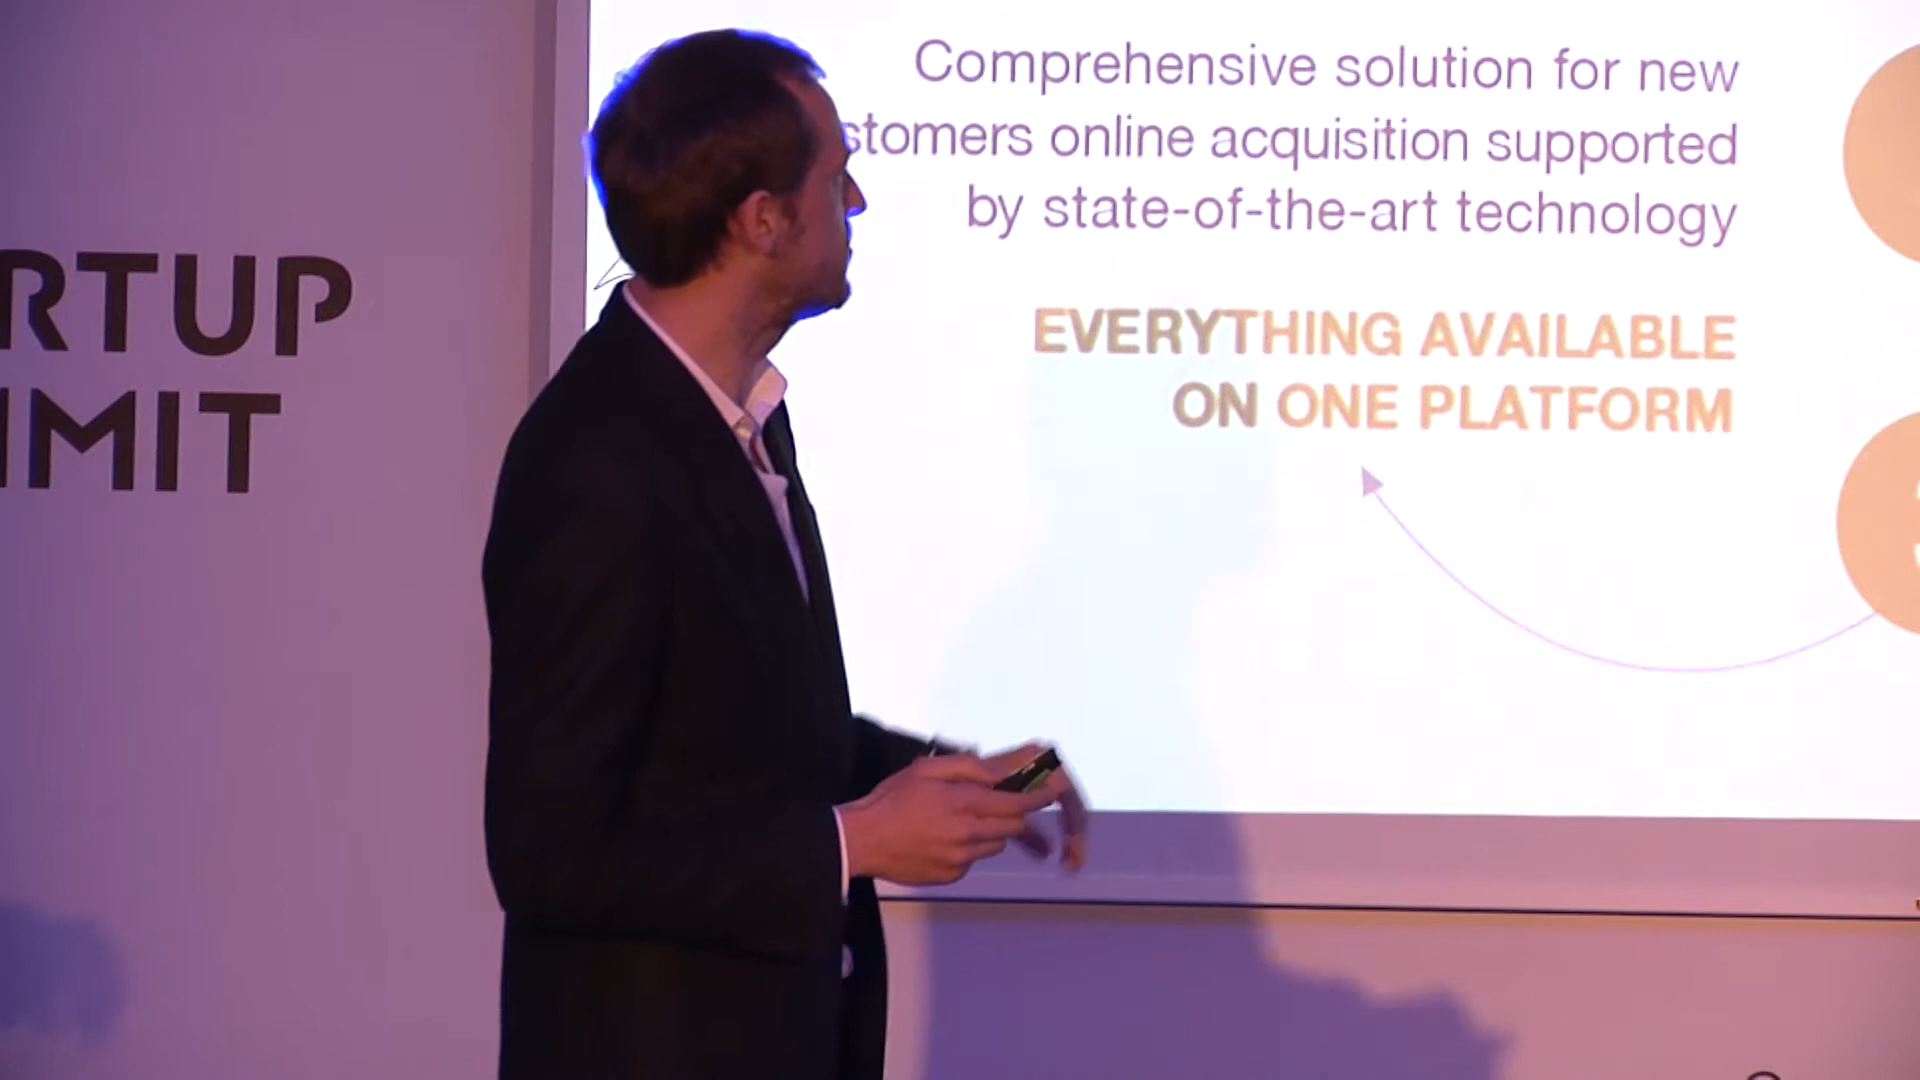 RTUP
MIT
Comprehensive solution for new
stomers online acquisition supported
by state-of-the-art technology
EVERYTHING AVAILABLE
ON ONE PLATFORM